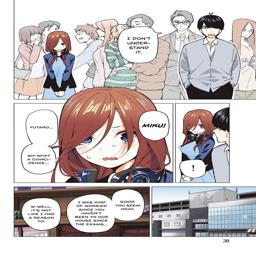 I DON'T
UNDER-
STAND
IT.
MIKU!
FUTARO...
WH-WHAT
A COINCI-
DENCE...
!
GOOD.
YOU SEEM
OKAY.
I WAS KIND
OF WORRIED
SINCE YOU
HAVEN'T
BEEN TO OUR
HOUSE SINCE
THE EXAMS...
W-WELL,
IT'S NOT
LIKE I HAD
A REASON
TO.
30